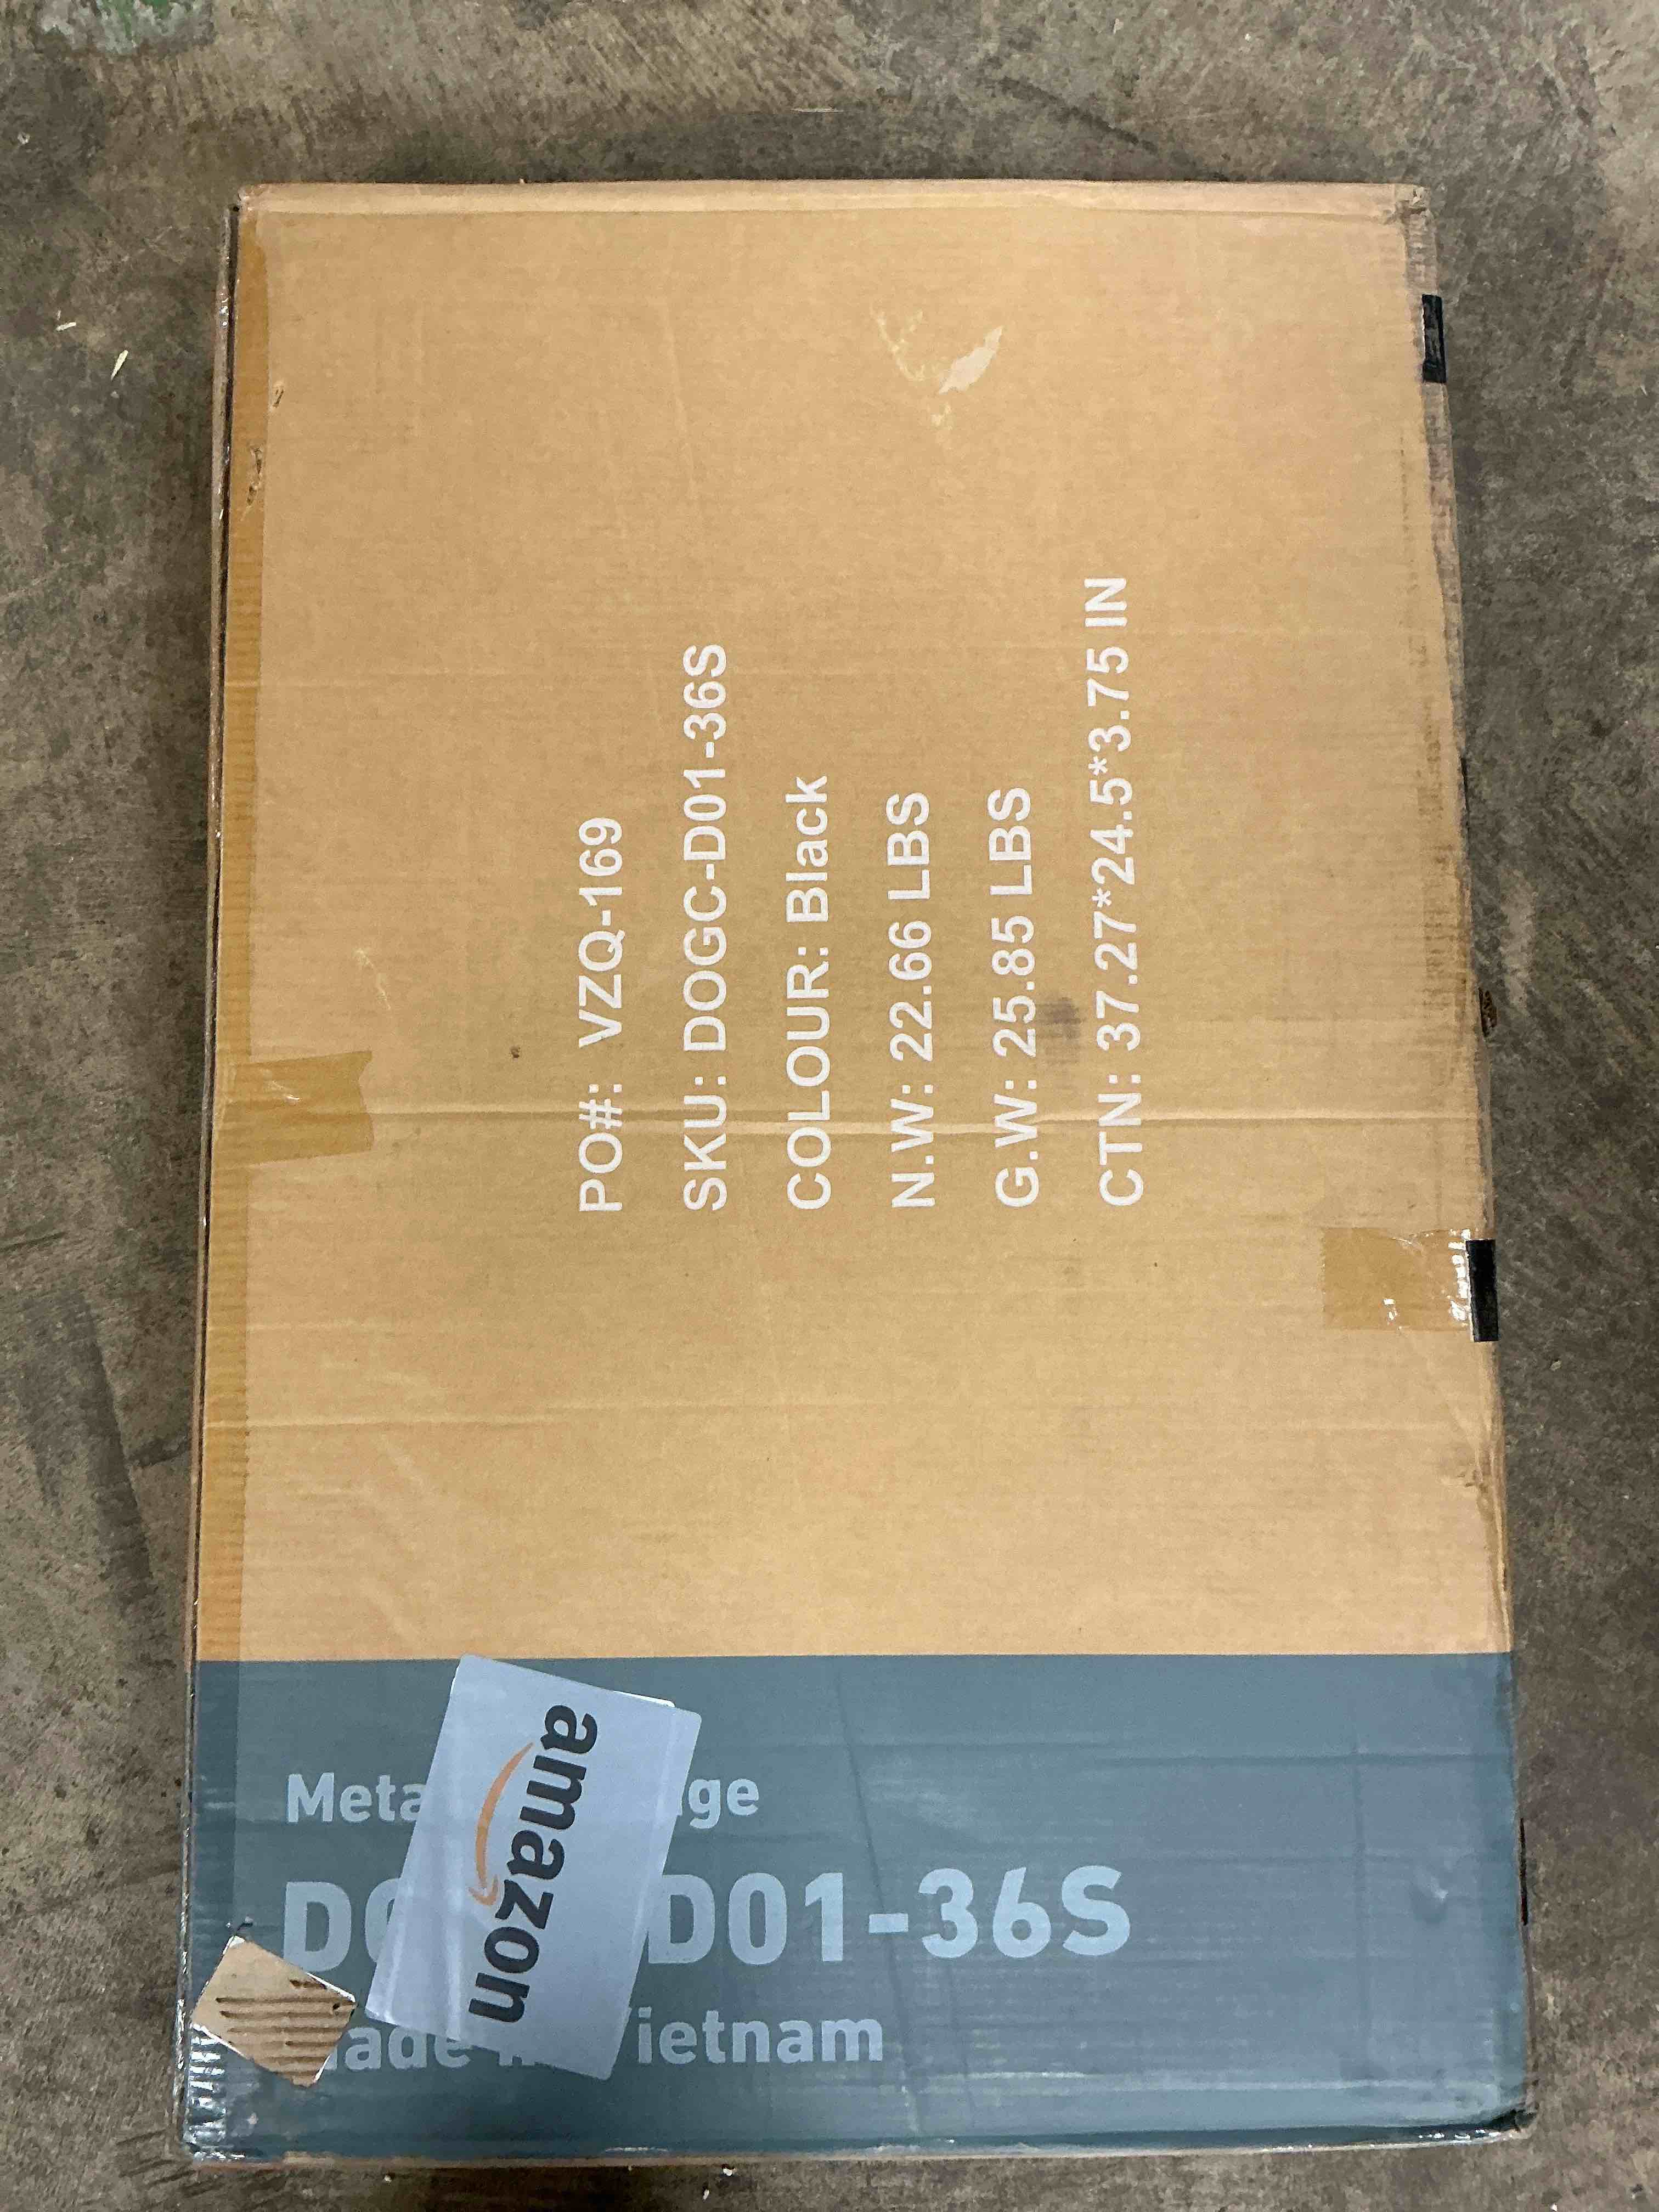 PO#: VZQ-169
SKU: DOGC-D01-36S
COLOUR: Black
N.W: 22.66 LBS
G.W: 25.85 LBS
CTN: 37.27*24.5*3.75 IN
Meta ge
D D01-36S
ade ietnam
amazon